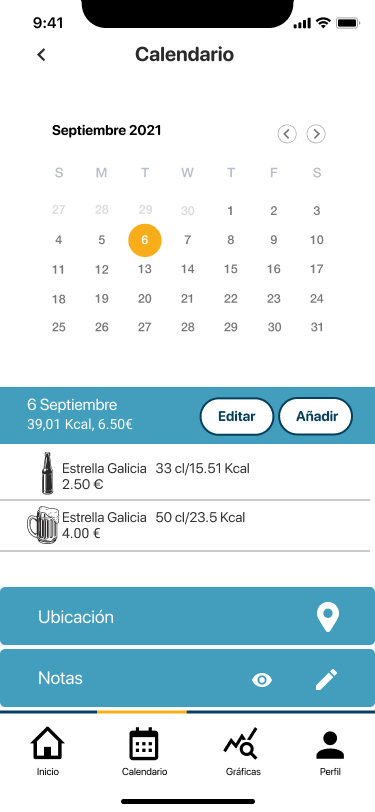 9:41
Calendario
Septiembre 2021
S M T W T F S
27 28 29 30 1 2 3
4 5 6 7 8 9 10
11 12 13 14 15 16 17
18 19 20 21 22 23 24
25 26 27 28 29 30 31
6 Septiembre
39,01 Kcal, 6.50€
Editar
Añadir
Estrella Galicia 33 cl/15.51 Kcal
2.50 €
Estrella Galicia 50 cl/23.5 Kcal
4.00 €
Ubicación
Notas
Inicio Calendario Gráficas Perfil